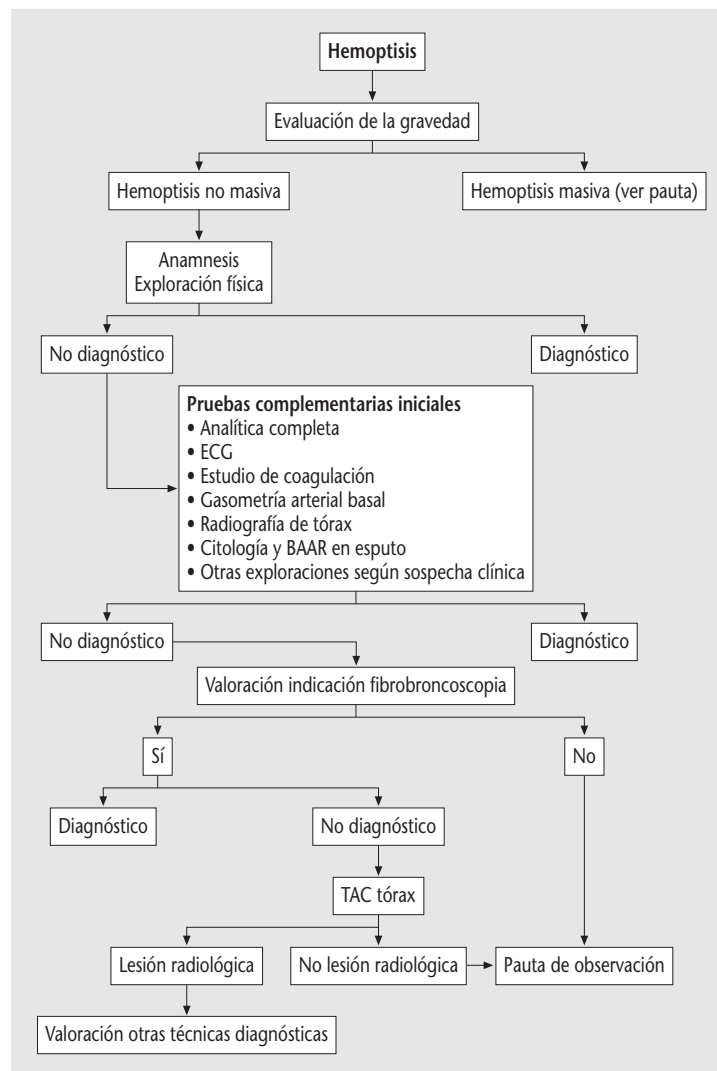 Hemoptisis
Evaluación de la gravedad
Hemoptisis no masiva
Hemoptisis masiva (ver pauta)
Anamnesis
Exploración física
No diagnóstico
Diagnóstico
Pruebas complementarias iniciales
• Analítica completa
• ECG
• Estudio de coagulación
• Gasometría arterial basal
• Radiografía de tórax
• Citología y BAAR en esputo
• Otras exploraciones según sospecha clínica
No diagnóstico
Diagnóstico
Valoración indicación fibrobroncoscopia
Sí
No
Diagnóstico
No diagnóstico
TAC tórax
Lesión radiológica
No lesión radiológica
Pauta de observación
Valoración otras técnicas diagnósticas